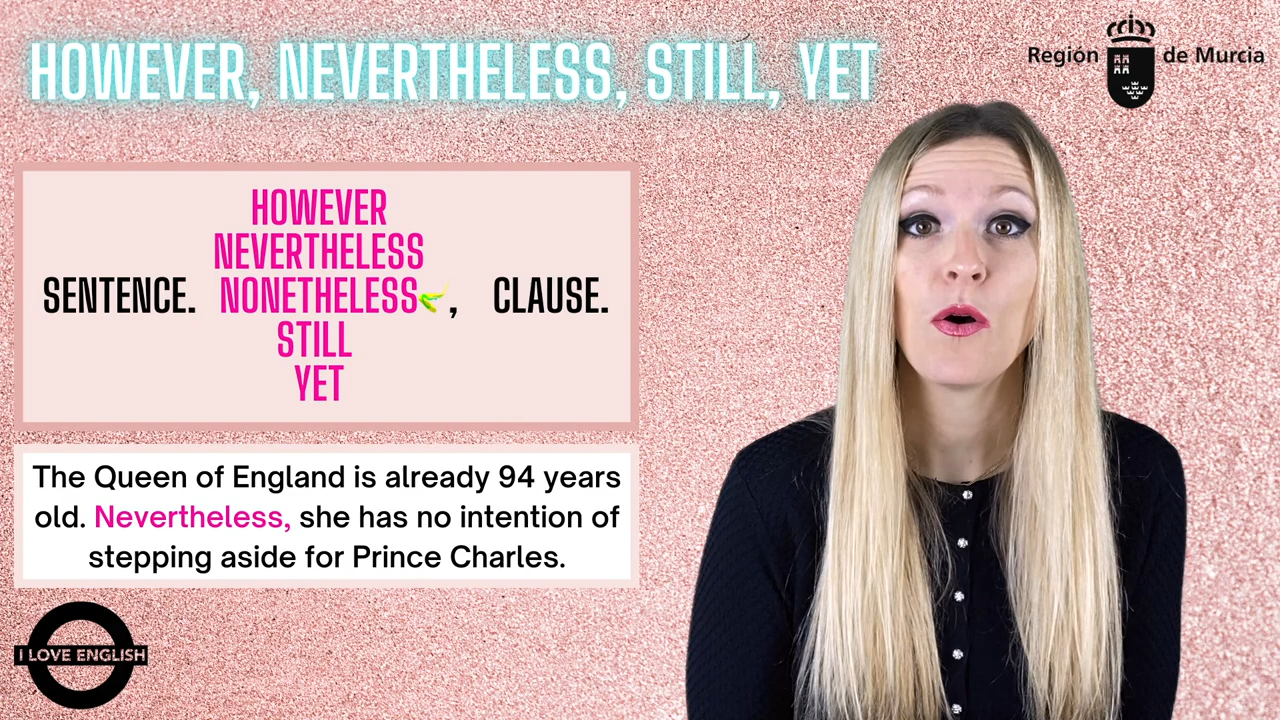 HOWEVER, NEVERTHELESS, STILL, YET
Región de Murcia
HOWEVER
NEVERTHELESS
SENTENCE. NONETHELESS, CLAUSE.
STILL
YET
The Queen of England is already 94 years
old. Nevertheless, she has no intention of
stepping aside for Prince Charles.
I LOVE ENGLISH